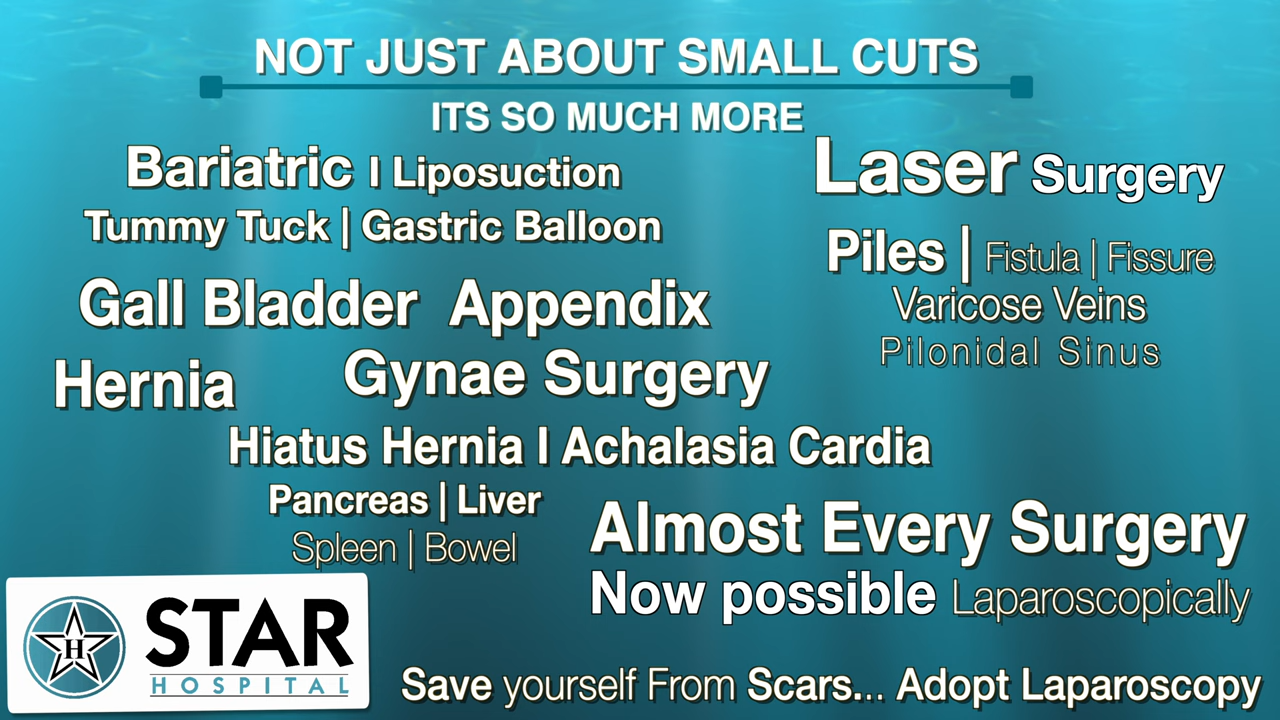 NOT JUST ABOUT SMALL CUTS
ITS SO MUCH MORE
Bariatric | Liposuction
Tummy Tuck | Gastric Balloon
Gall Bladder Appendix
Hernia Gynae Surgery
Hiatus Hernia | Achalasia Cardia
Pancreas | Liver
Spleen | Bowel
Laser Surgery
Piles | Fistula | Fissure
Varicose Veins
Pilonidal Sinus
Almost Every Surgery
Now possible Laparoscopically
H
STAR
HOSPITAL
Save yourself From Scars... Adopt Laparoscopy